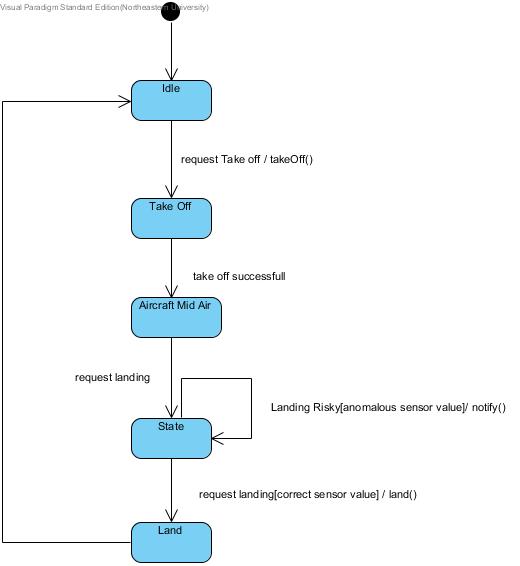 Visual Paradigm Standard Edition(Northeastern University)
Idle
request Take off / takeOff()
Take Off
take off successfull
Aircraft Mid Air
request landing
Landing Risky[anomalous sensor value]/ notify()
State
request landing[correct sensor value] / land()
Land